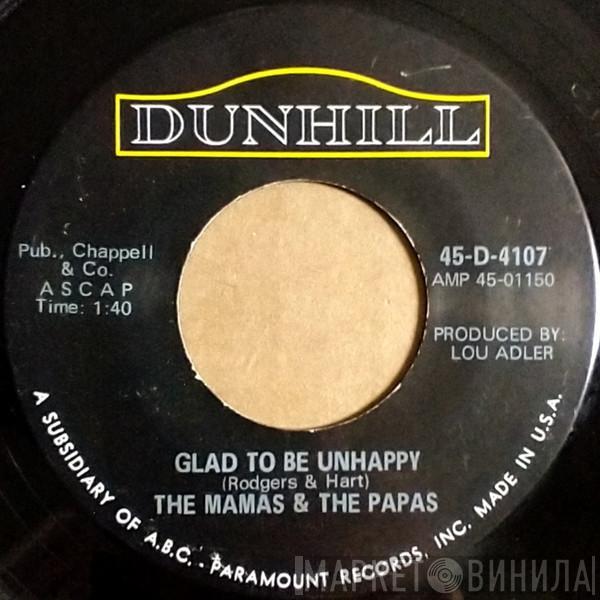 DUNHILL
Pub., Chappell
& Co.
ASCAP
Time: 1:40
45-D-4107
AMP 45-01150
PRODUCED BY:
LOU ADLER
GLAD TO BE UNHAPPY
(Rodgers & Hart)
THE MAMAS & THE PAPAS
A SUBSIDIARY OF A.B.C. - PARAMOUNT RECORDS, INC. MADE IN U.S.A.
МАРКЕТ ВИНИЛА